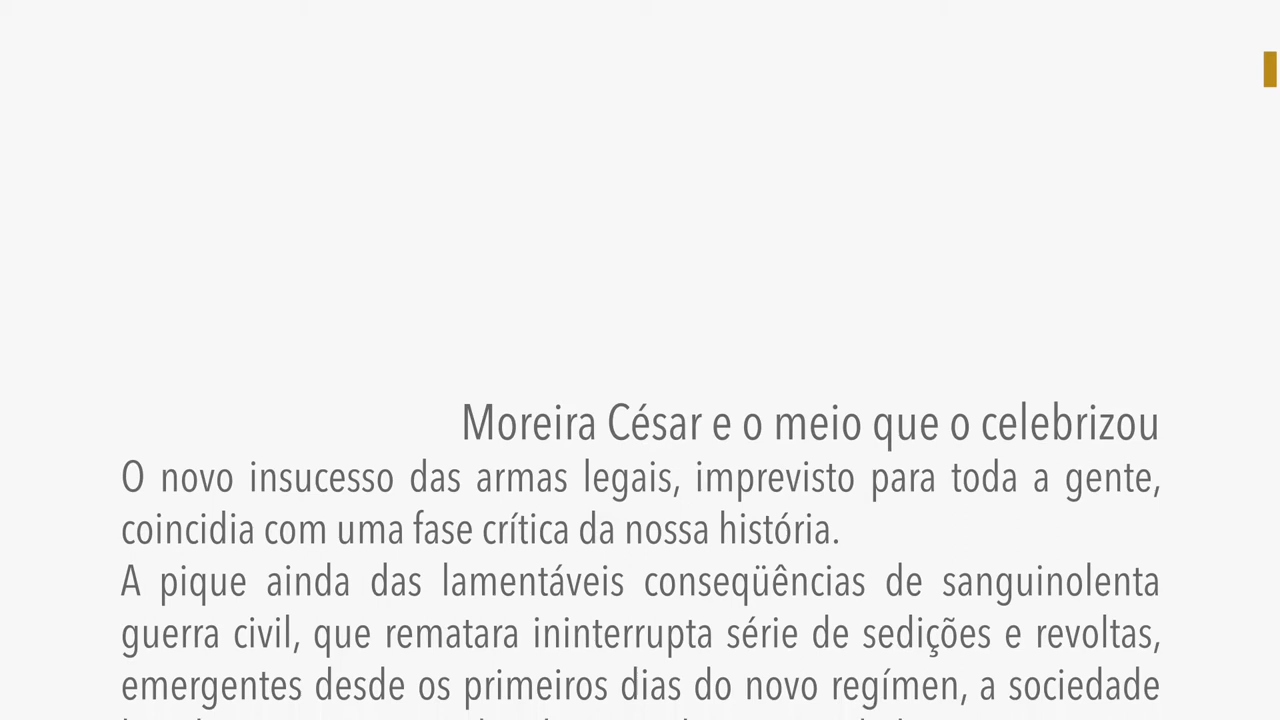 Moreira César e o meio que o celebrizou
O novo insucesso das armas legais, imprevisto para toda a gente,
coincidia com uma fase crítica da nossa história.
A pique ainda das lamentáveis conseqüências de sanguinolenta
guerra civil, que rematara ininterrupta série de sedições e revoltas,
emergentes desde os primeiros dias do novo regímen, a sociedade